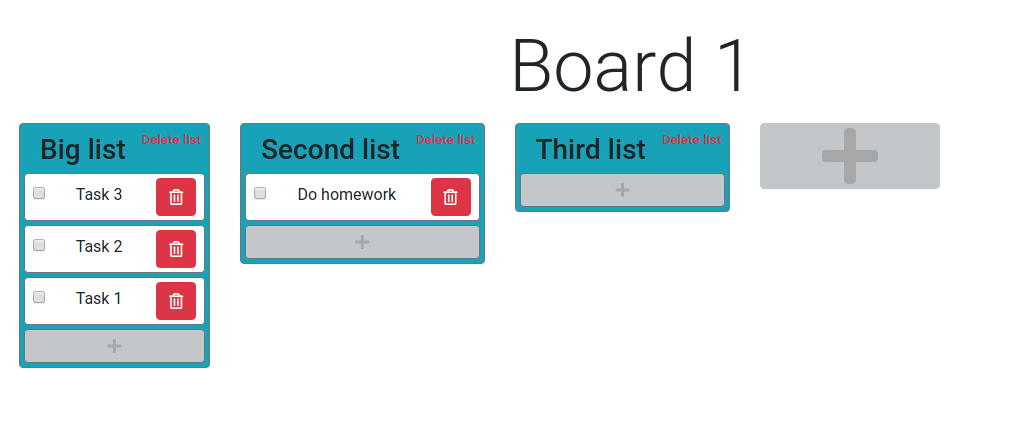 Board 1
Big list
Delete list
Task 3
Task 2
Task 1
Second list
Delete list
Do homework
Third list
Delete list